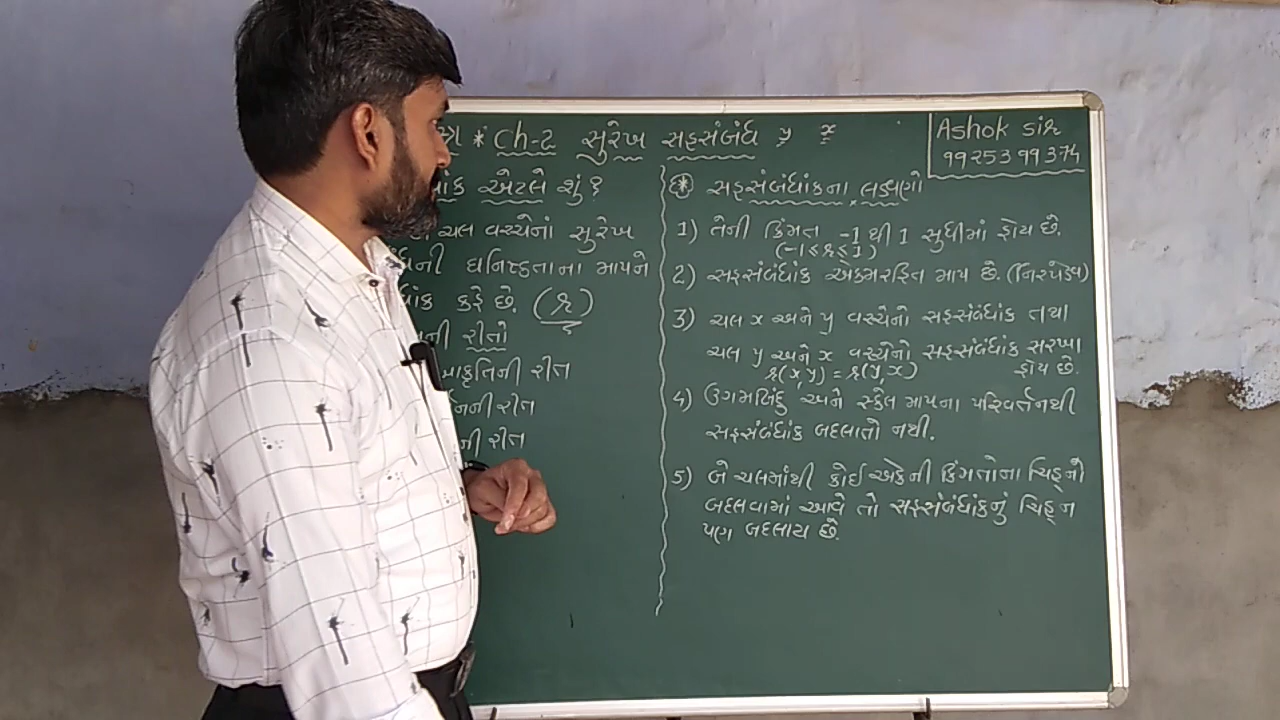 * Ch-2 સુરેખ સહસંબંધ y x
Ashok sir
99253 99374
એટલે શું?
ચલ વચ્ચેનાં સુરેખ
ઘનિષ્ઠતાના માપને
કહે છે. (r)
રીતો
આકૃતિની રીત
રીત
ની રીત
* સહસંબંધાંકના લક્ષણો
1) તેની કિંમત -1 થી 1 સુધીમાં હોય છે.
(-1≤r≤1)
2) સહસંબંધાંક એકમરહિત માપ છે. (નિરપેક્ષ)
3) ચલ x અને y વચ્ચેનો સહસંબંધાંક તથા
ચલ y અને x વચ્ચેનો સહસંબંધાંક સરખા
r(x,y) = r(y,x) હોય છે.
4) ઉગમબિંદુ અને સ્કેલ માપના પરિવર્તનથી
સહસંબંધાંક બદલાતો નથી.
5) બે ચલમાંથી કોઈ એકની કિંમતોના ચિહ્નો
બદલવામાં આવે તો સહસંબંધાંકનું ચિહ્ન
પણ બદલાય છે.